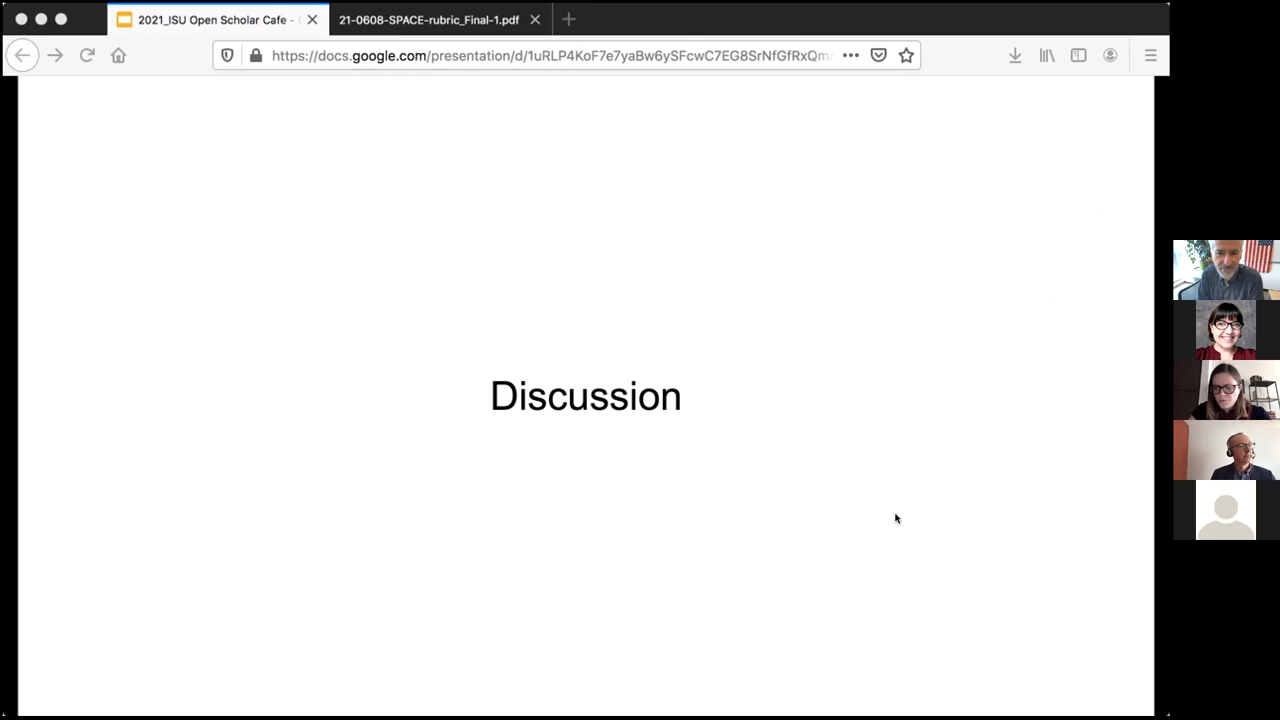 2021_ISU Open Scholar Cafe -
21-0608-SPACE-rubric_Final-1.pdf
https://docs.google.com/presentation/d/1uRLP4KoF7e7yaBw6ySFcwC7EG8SrNfGfRxQm
Discussion